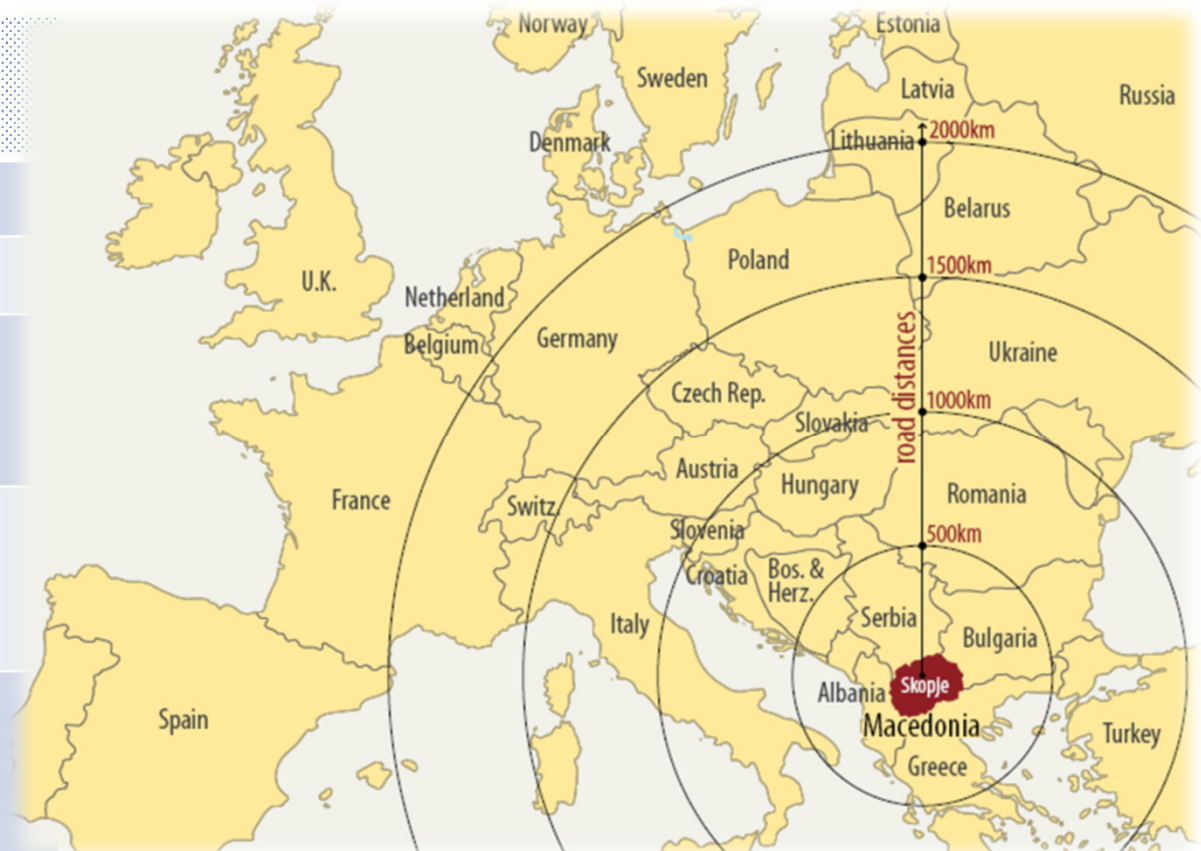 Norway
Estonia
Sweden
Latvia
Russia
Denmark
Lithuania
2000km
Belarus
Poland
1500km
U.K.
Netherland
Belgium
Germany
road distances
Ukraine
Czech Rep.
1000km
Slovakia
Austria
Hungary
Romania
France
Switz.
Slovenia
500km
Croatia
Bos. &
Herz.
Italy
Serbia
Bulgaria
Albania
Skopje
Macedonia
Spain
Turkey
Greece